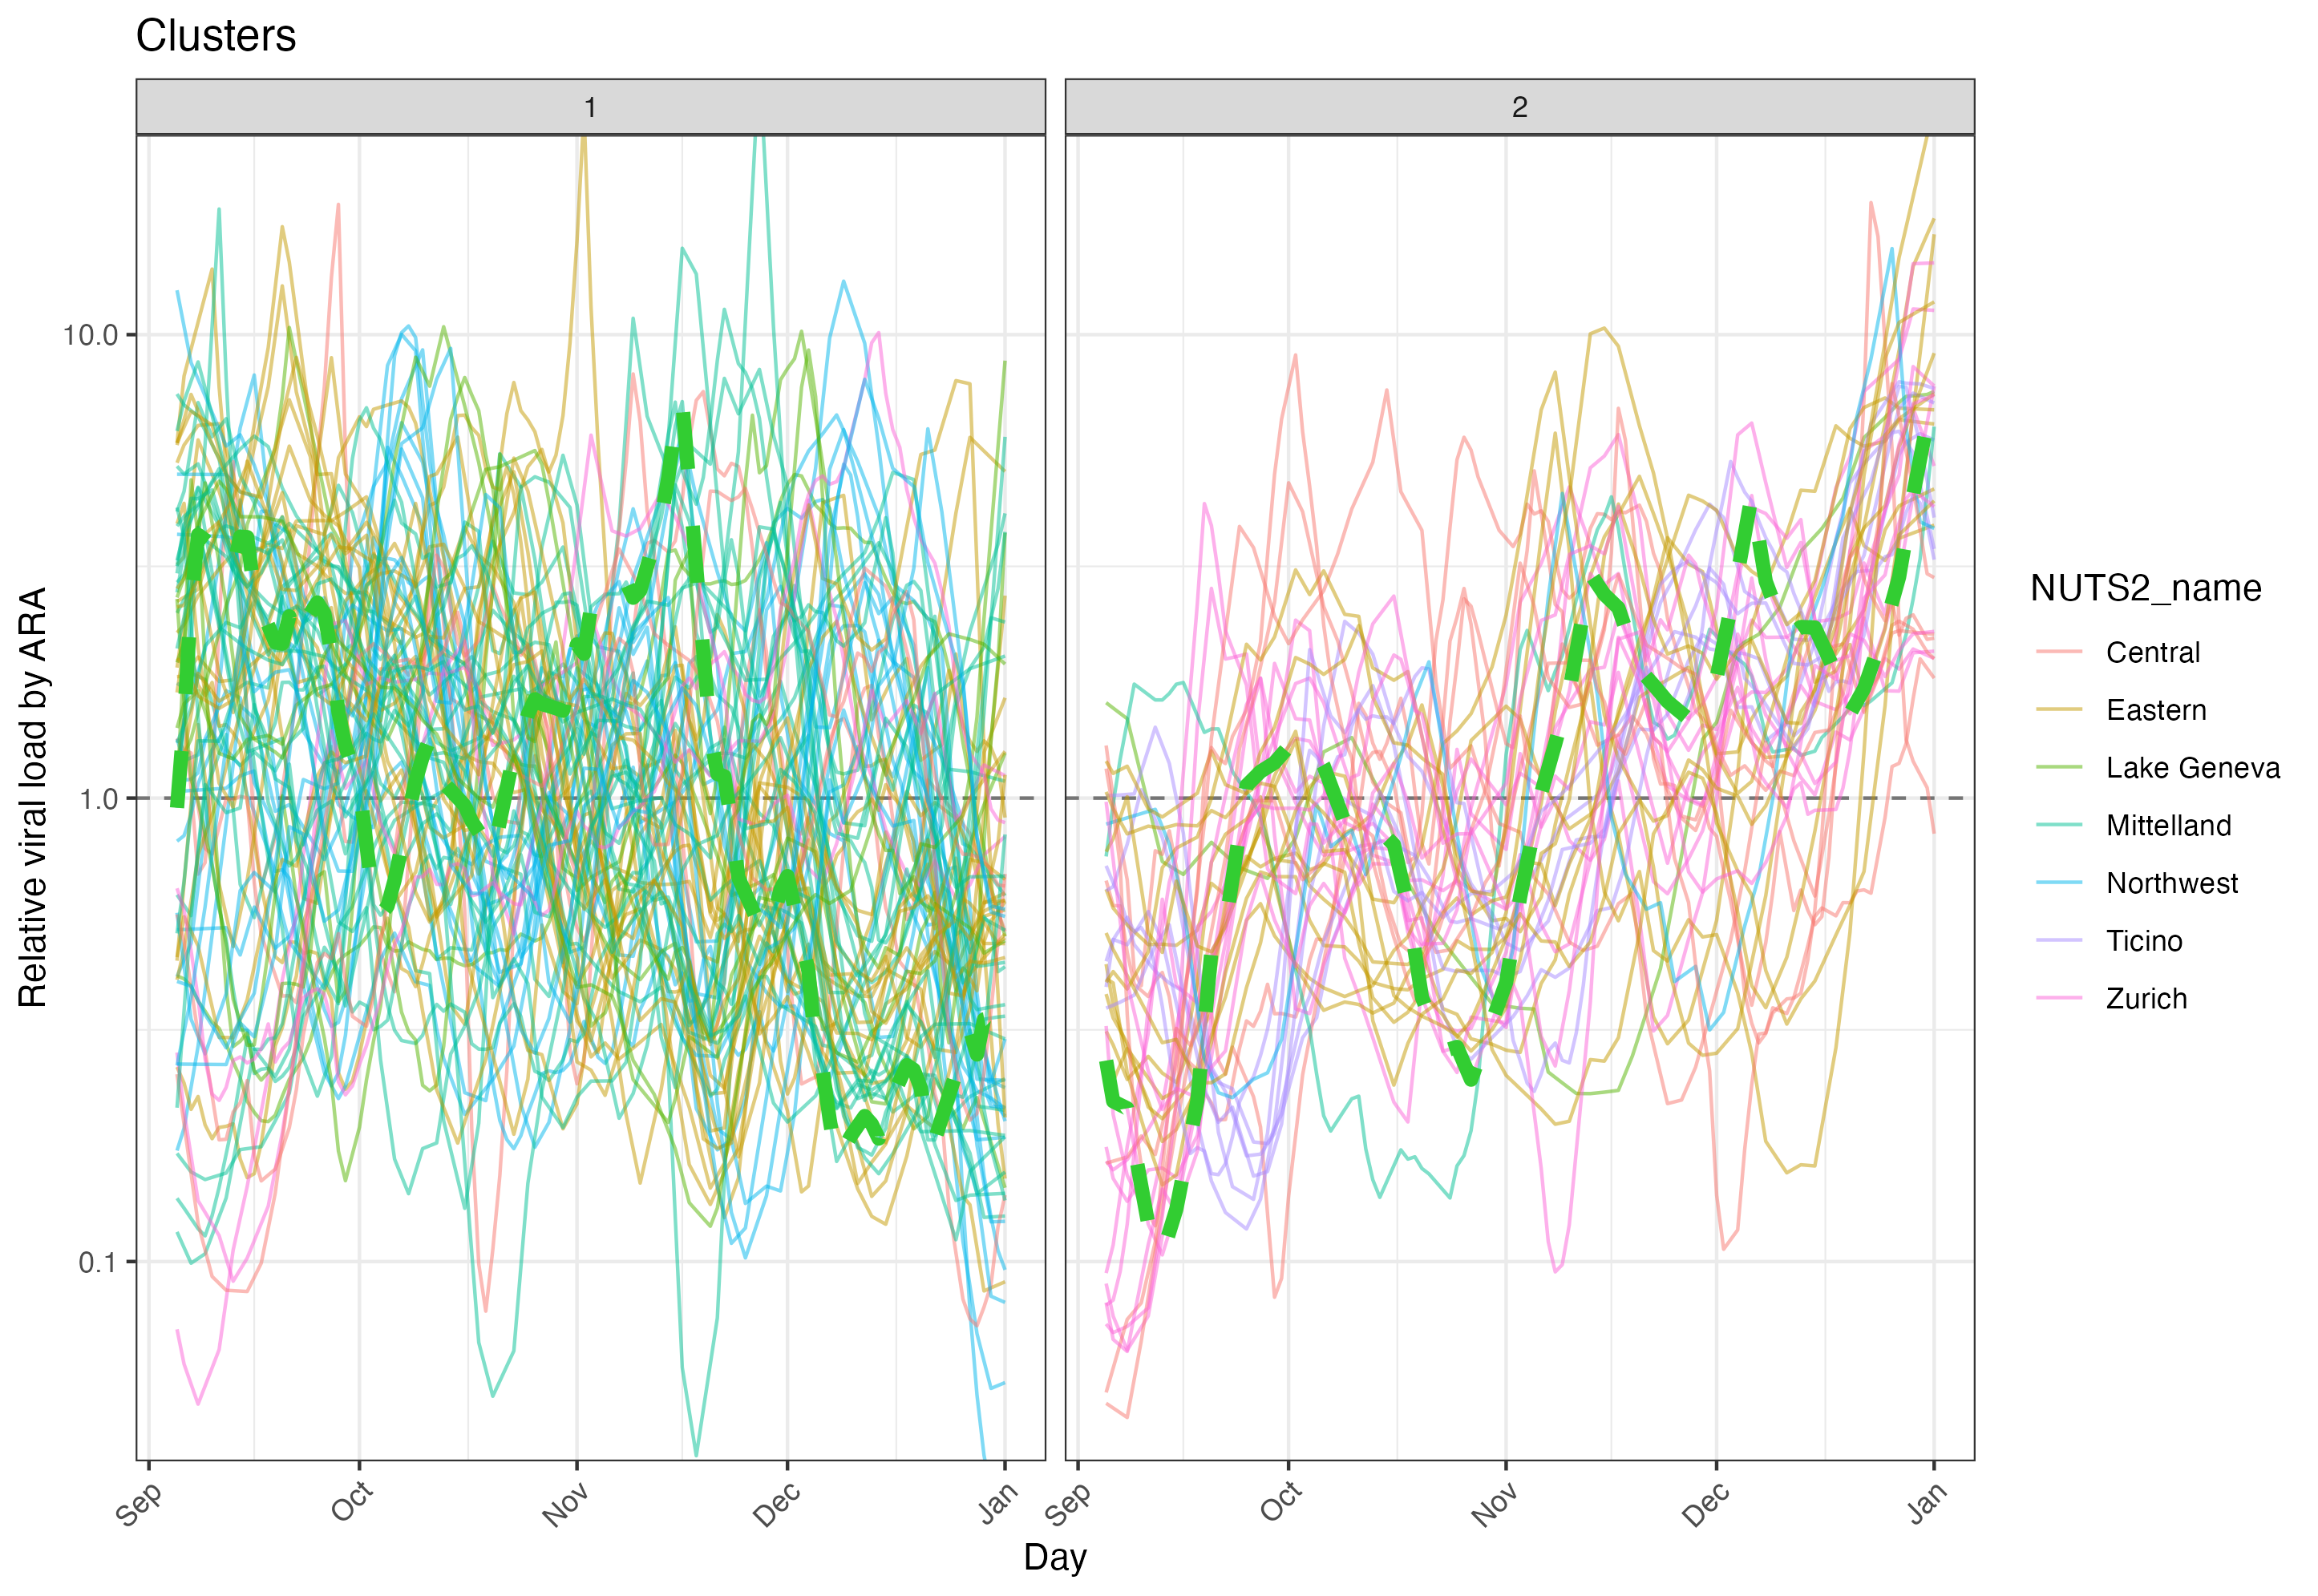 Clusters
1
2
Relative viral load by ARA
10.0
1.0
0.1
Sep
Oct
Nov
Dec
Jan
Sep
Oct
Nov
Dec
Jan
Day
NUTS2_name
Central
Eastern
Lake Geneva
Mittelland
Northwest
Ticino
Zurich